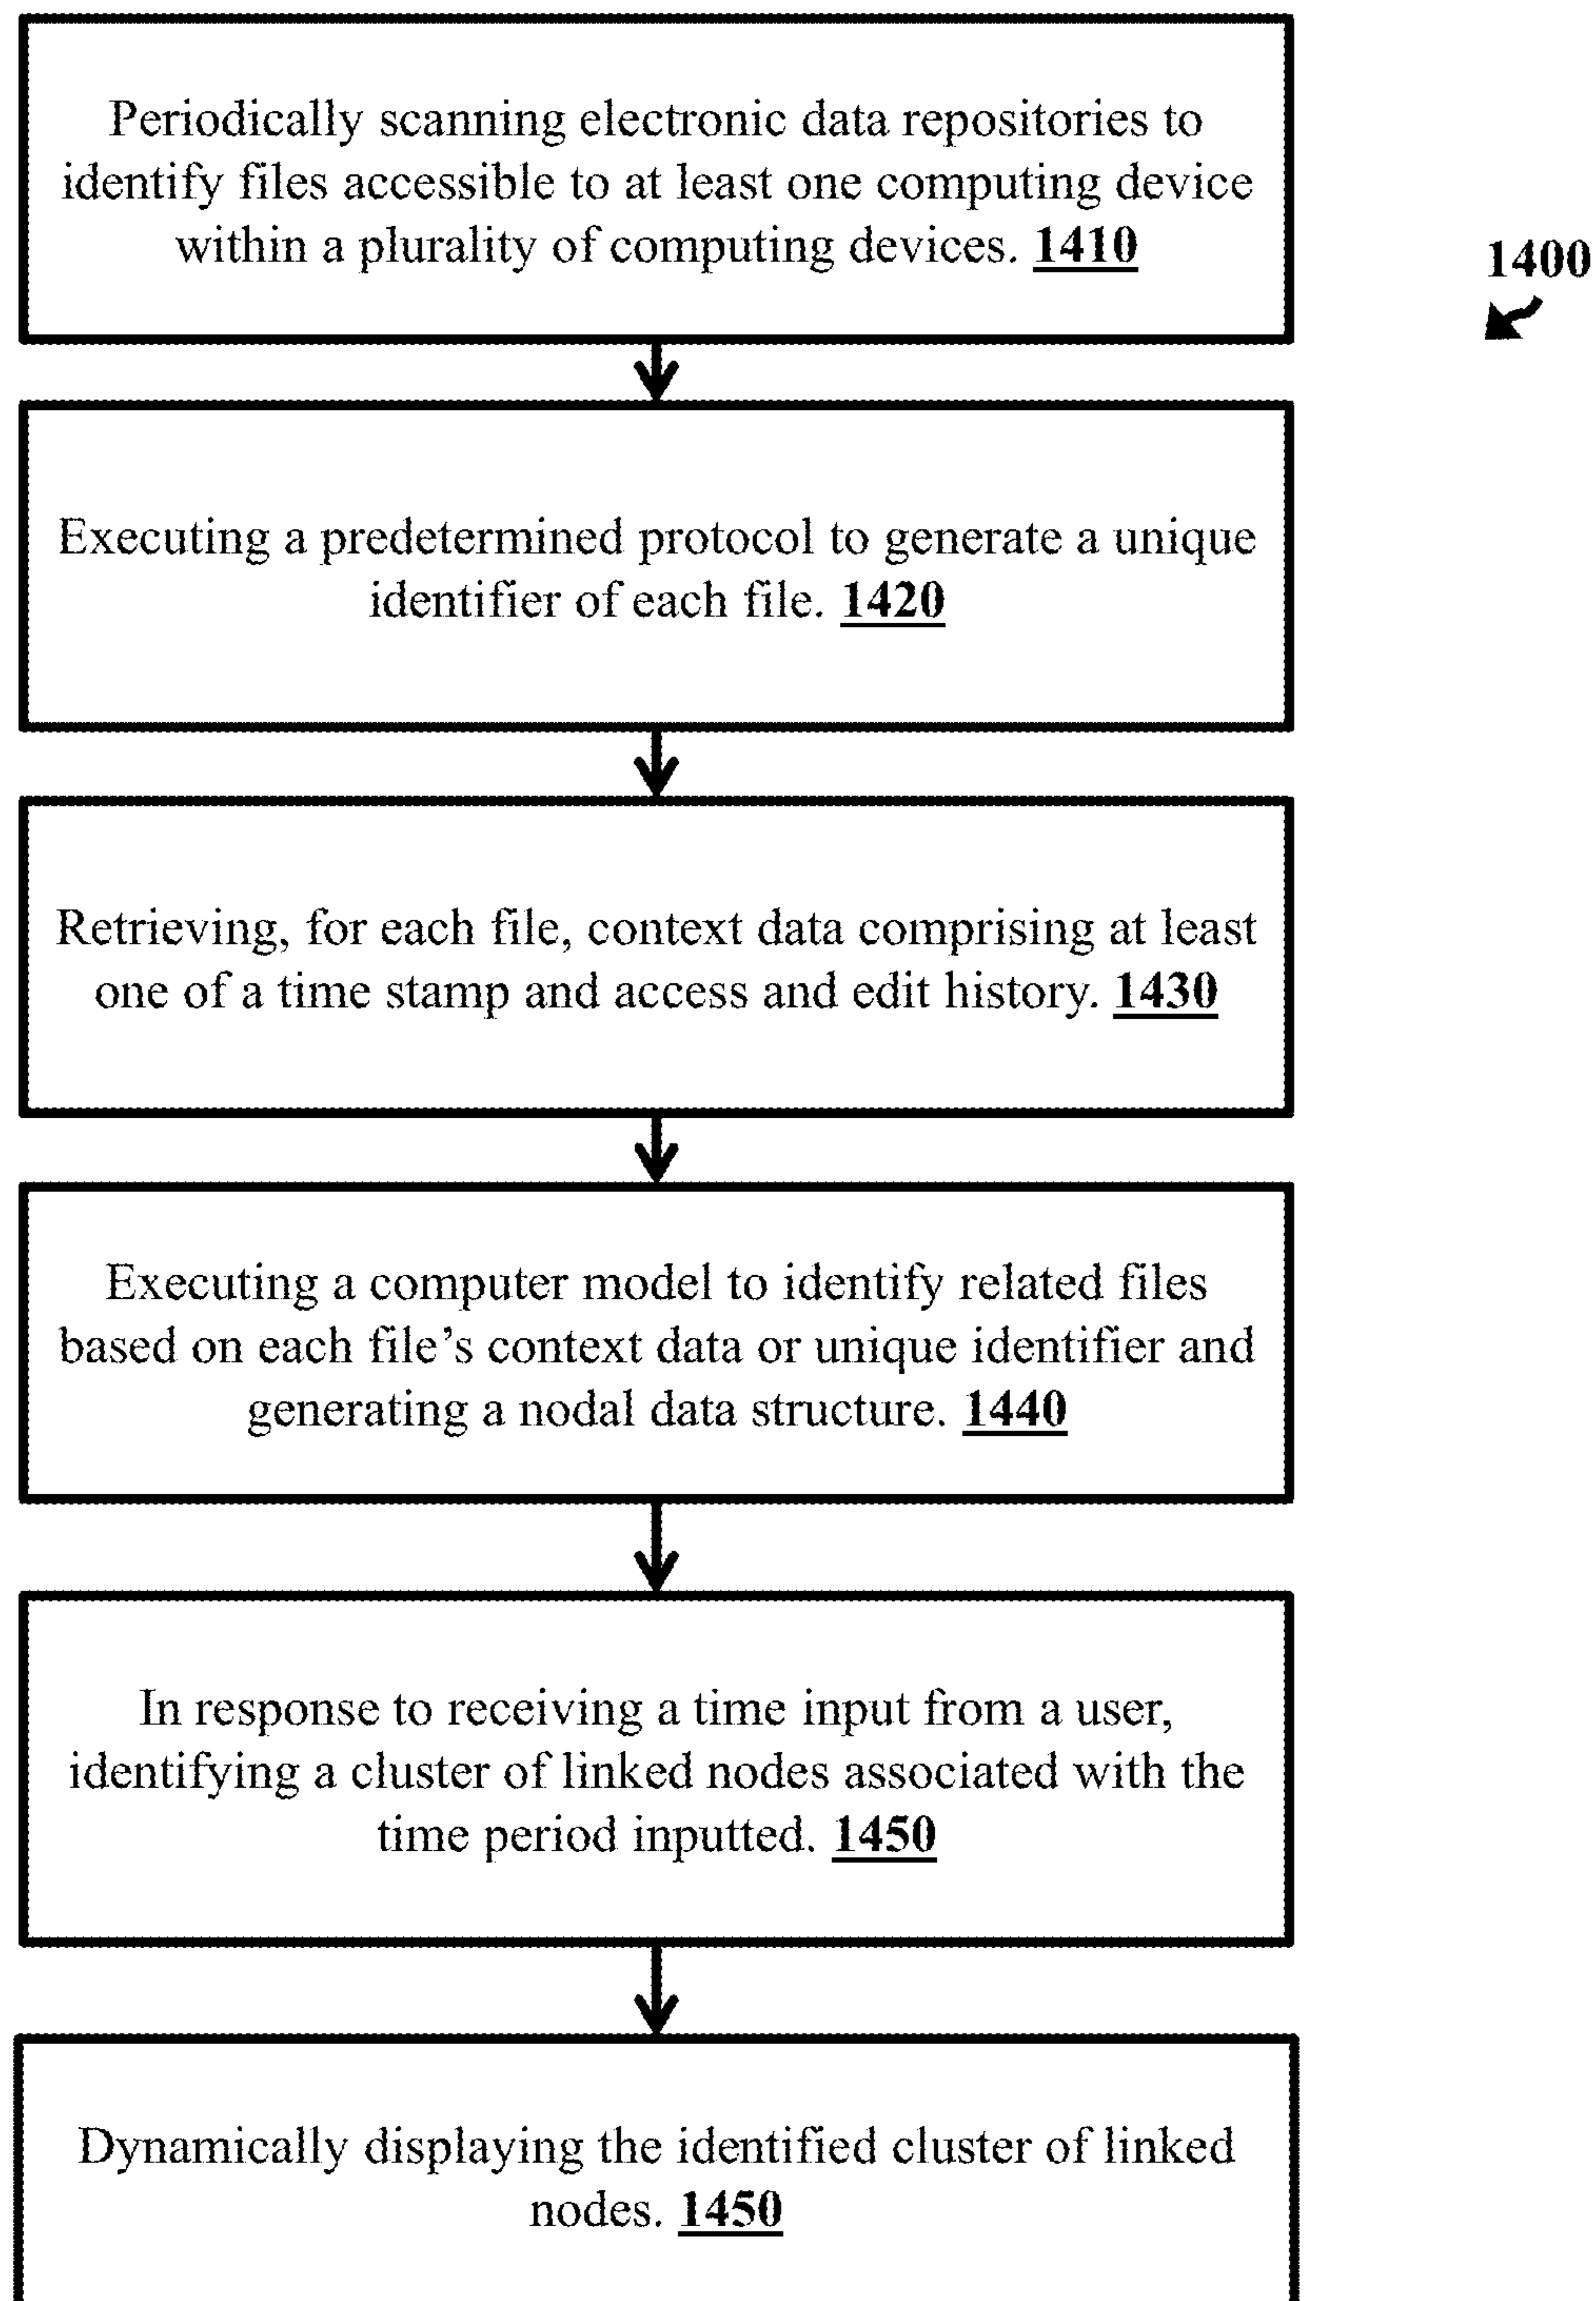 Periodically scanning electronic data repositories to
identify files accessible to at least one computing device
within a plurality of computing devices. 1410
1400
Executing a predetermined protocol to generate a unique
identifier of each file. 1420
Retrieving, for each file, context data comprising at least
one of a time stamp and access and edit history. 1430
Executing a computer model to identify related files
based on each file’s context data or unique identifier and
generating a nodal data structure. 1440
In response to receiving a time input from a user,
identifying a cluster of linked nodes associated with the
time period inputted. 1450
Dynamically displaying the identified cluster of linked
nodes. 1450